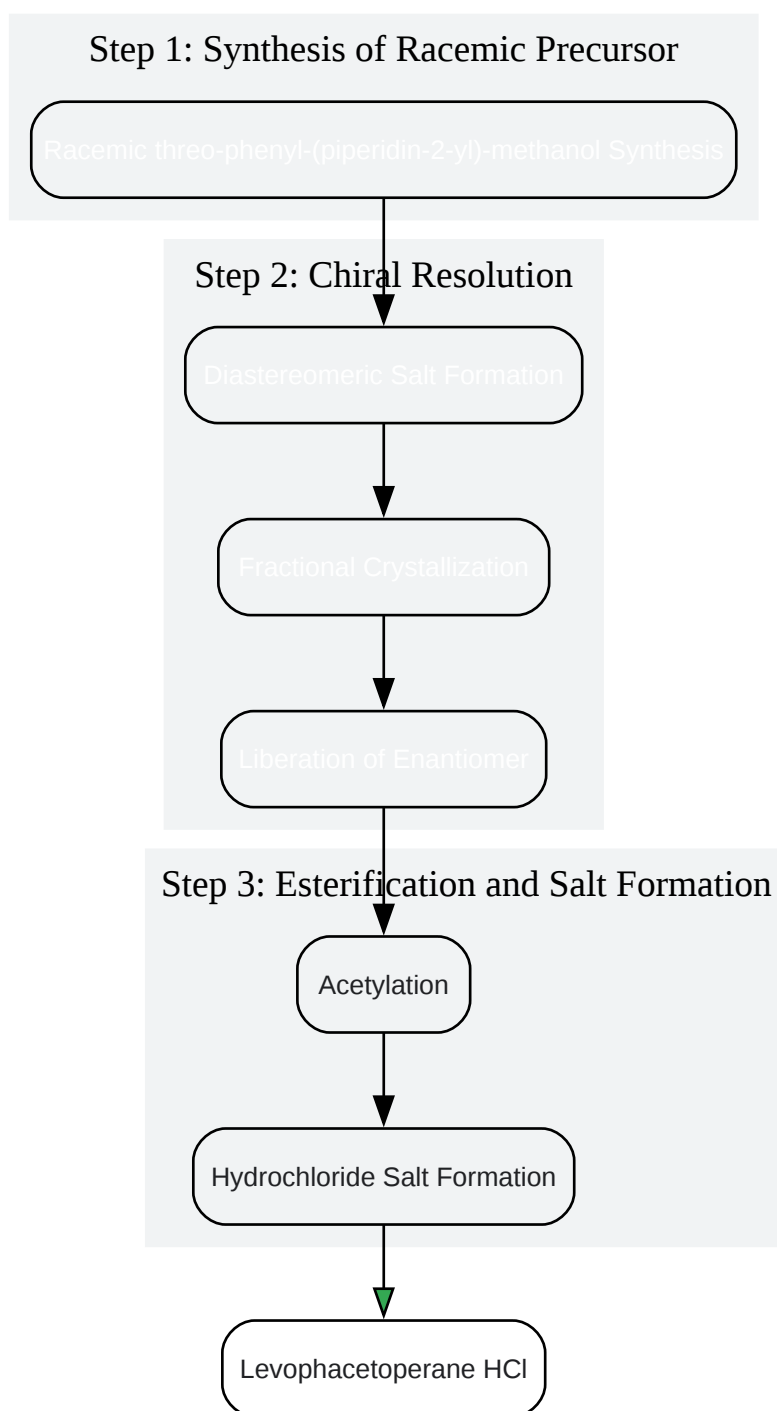 Step 1: Synthesis of Racemic Precursor
Racemic threo-phenyl-(piperidin-2-yl)-methanol Synthesis
Step 2: Chiral Resolution
Diastereomeric Salt Formation
Fractional Crystallization
Liberation of Enantiomer
Step 3: Esterification and Salt Formation
Acetylation
Hydrochloride Salt Formation
Levophacetoperane HCl